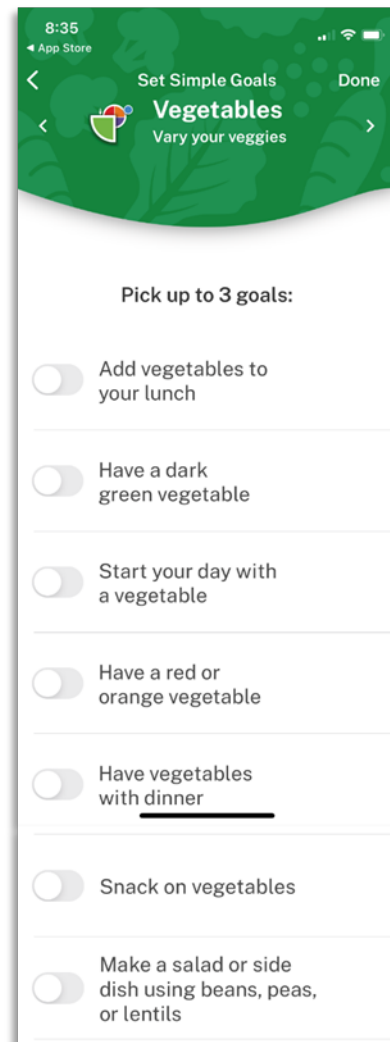 8:35
App Store
Set Simple Goals
Done
Vegetables
Vary your veggies
Pick up to 3 goals:
Add vegetables to
your lunch
Have a dark
green vegetable
Start your day with
a vegetable
Have a red or
orange vegetable
Have vegetables
with dinner
Snack on vegetables
Make a salad or side
dish using beans, peas,
or lentils